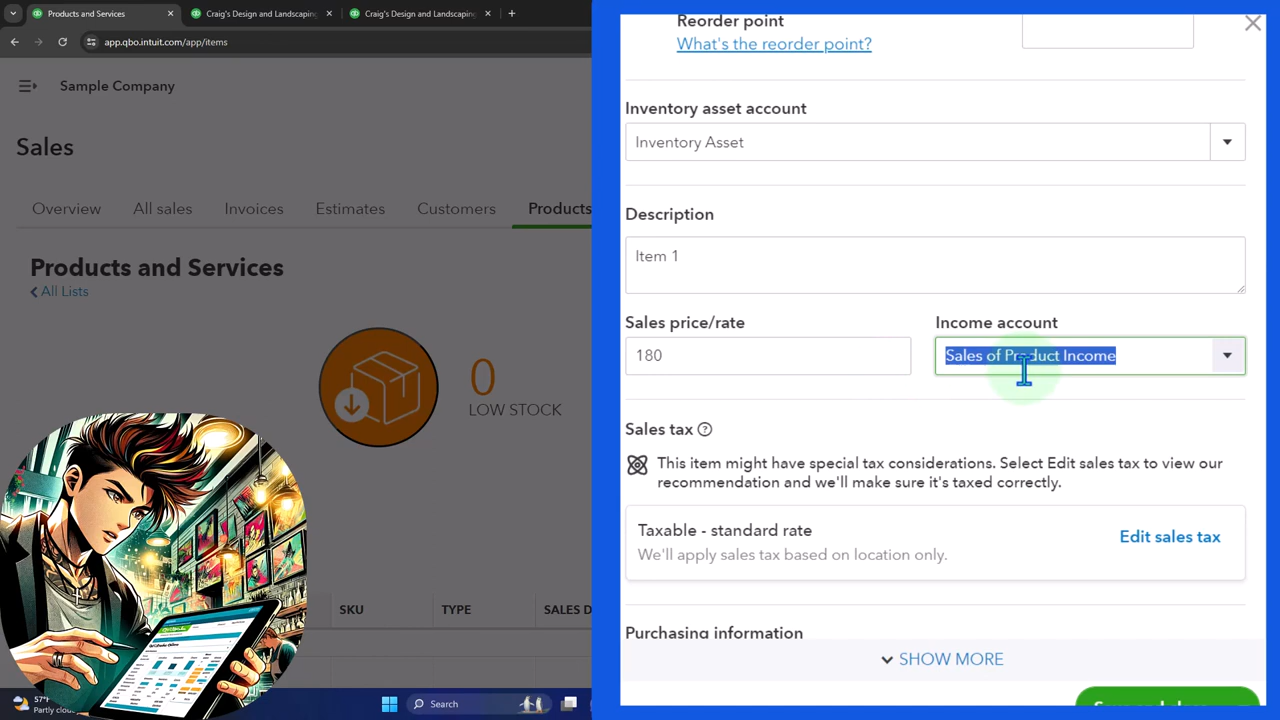 Products and Services
Craig's Design and Landscaping
Craig's Design and Landscaping
app.qbo.intuit.com/app/items
Sample Company
Sales
Overview
All sales
Invoices
Estimates
Customers
Products
Products and Services
All Lists
0
LOW STOCK
SKU
TYPE
SALES D
57°F
Partly
Search
Reorder point
What's the reorder point?
Inventory asset account
Inventory Asset
Description
Item 1
Sales price/rate
Income account
180
Sales of Product Income
Sales tax
This item might have special tax considerations. Select Edit sales tax to view our
recommendation and we'll make sure it's taxed correctly.
Taxable - standard rate
Edit sales tax
We'll apply sales tax based on location only.
Purchasing information
SHOW MORE